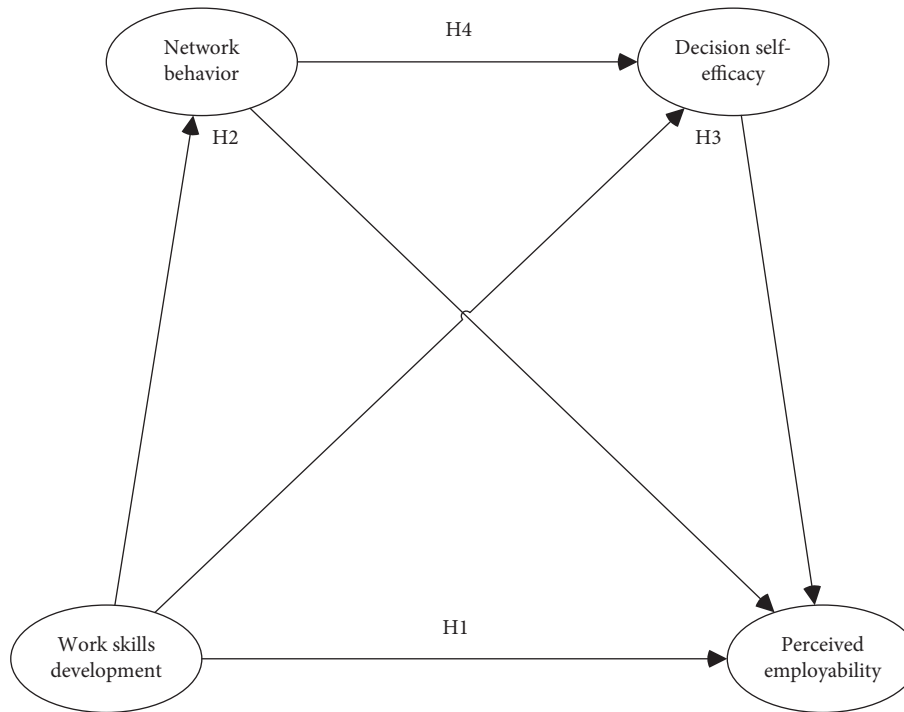 H4
Network
behavior
Decision self-
efficacy
H2
H3
H1
Work skills
development
Perceived
employability